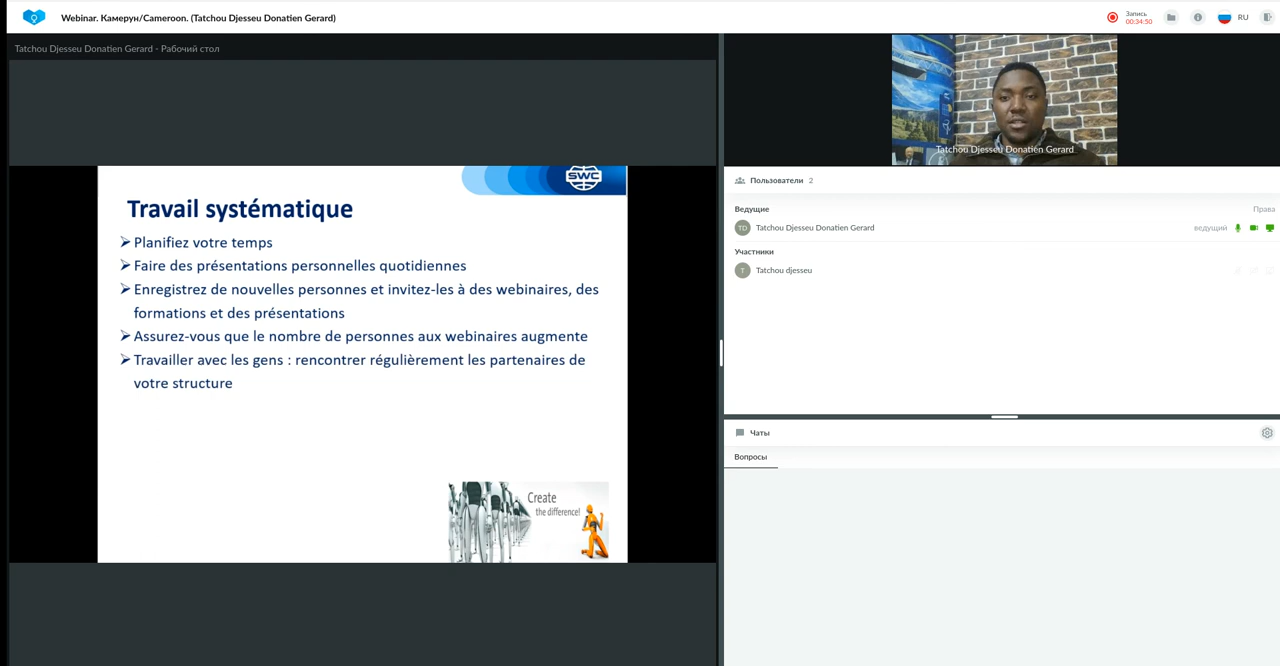 Webinar. Камерун/Cameroon. (Tatchou Djesseu Donatien Gerard)
Запись
00:34:50
RU
Tatchou Djesseu Donatien Gerard - Рабочий стол
SWC
Travail systématique
Planifiez votre temps
Faire des présentations personnelles quotidiennes
Enregistrez de nouvelles personnes et invitez-les à des webinaires, des
formations et des présentations
Assurez-vous que le nombre de personnes aux webinaires augmente
Travailler avec les gens : rencontrer régulièrement les partenaires de
votre structure
Create
the difference!
Tatchou Djesseu Donatien Gerard
Пользователи 2
Ведущие Права
TD Tatchou Djesseu Donatien Gerard ведущий
Участники
T Tatchou djesseu
Чаты
Вопросы